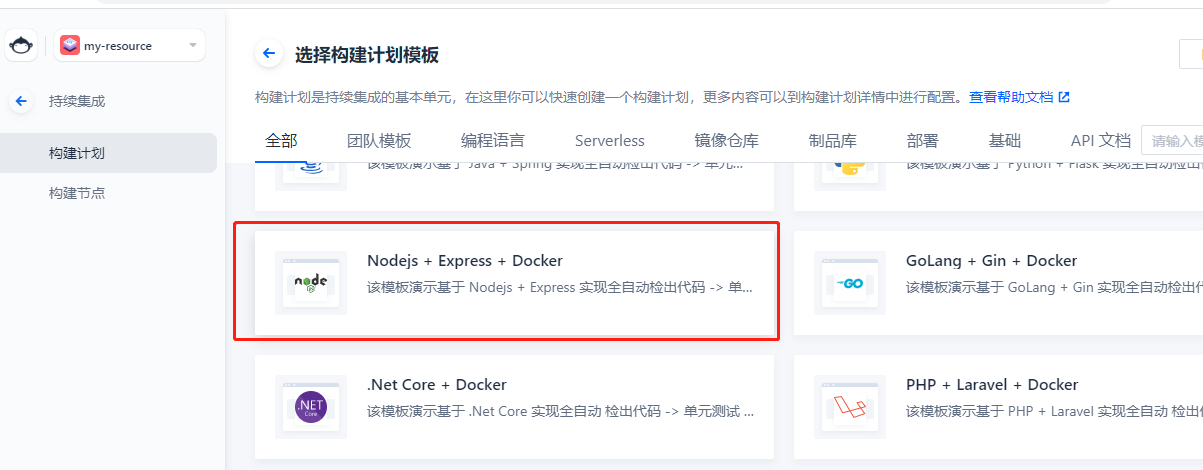 my-resource
持续集成
构建计划
构建节点
选择构建计划模板
构建计划是持续集成的基本单元，在这里你可以快速创建一个构建计划，更多内容可以到构建计划详情中进行配置。查看帮助文档
全部 团队模板 编程语言 Serverless 镜像仓库 制品库 部署 基础 API 文档 请输入模
该模板演示基于 Java + Spring 实现全自动检出代码 -> 单元...
该模板演示基于 Python + Flask 实现全自动检出代
node
Nodejs + Express + Docker
该模板演示基于 Nodejs + Express 实现全自动检出代码 -> 单...
GO
GoLang + Gin + Docker
该模板演示基于 GoLang + Gin 实现全自动检出代
.NET
Core
.Net Core + Docker
该模板演示基于 .Net Core 实现全自动 检出代码 -> 单元测试 ...
PHP + Laravel + Docker
该模板演示基于 PHP + Laravel 实现全自动 检出代